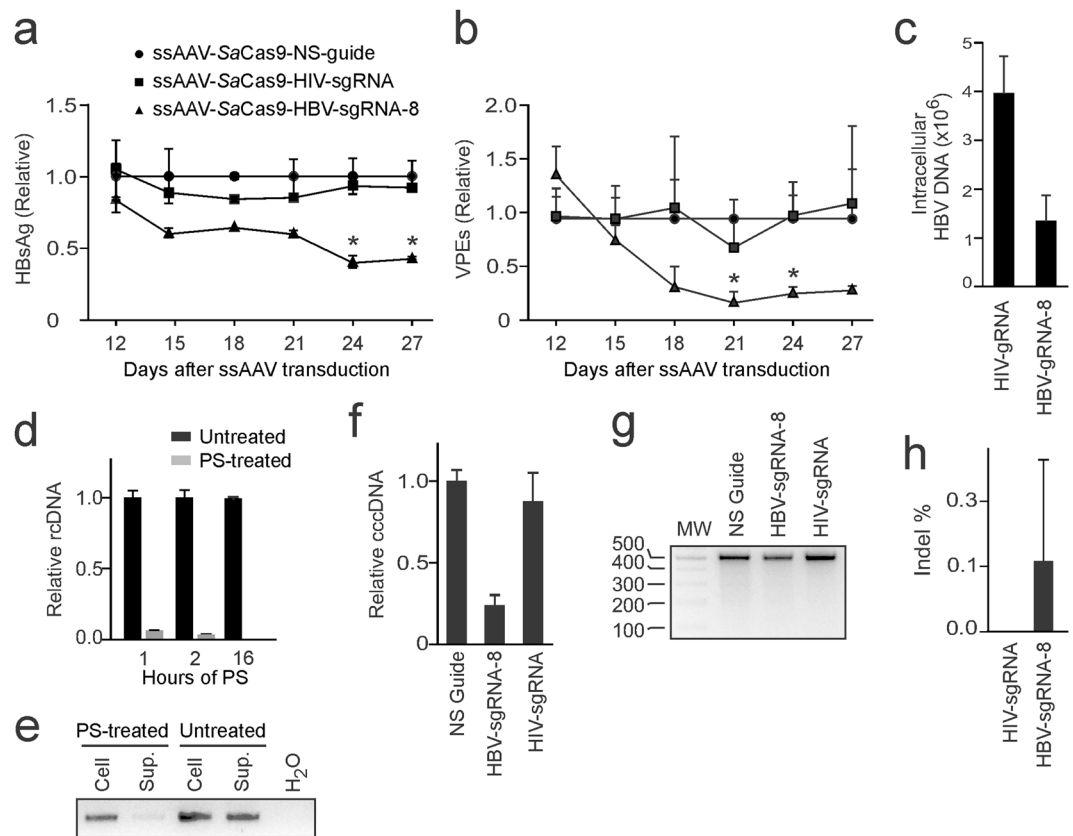 a
ssAAV-SaCas9-NS-guide
ssAAV-SaCas9-HIV-sgRNA
ssAAV-SaCas9-HBV-sgRNA-8
HBsAg (Relative)
1.5
1.0
0.5
0
* *
12 15 18 21 24 27
Days after ssAAV transduction
b
VPEs (Relative)
2.0
1.5
1.0
0.5
0
* *
12 15 18 21 24 27
Days after ssAAV transduction
c
Intracellular
HBV DNA (x10⁶)
5
4
3
2
1
0
HIV-gRNA
HBV-gRNA-8
d
Untreated
PS-treated
Relative rcDNA
1.0
0.5
0.0
1 2 16
Hours of PS
e
PS-treated Untreated
Cell Sup. Cell Sup. H₂O
f
Relative cccDNA
1.0
0.5
0
NS Guide
HBV-sgRNA-8
HIV-sgRNA
g
MW
NS Guide
HBV-sgRNA-8
HIV-sgRNA
500
400
300
200
100
h
Indel %
0.3
0.1
0.0
HIV-sgRNA
HBV-sgRNA-8